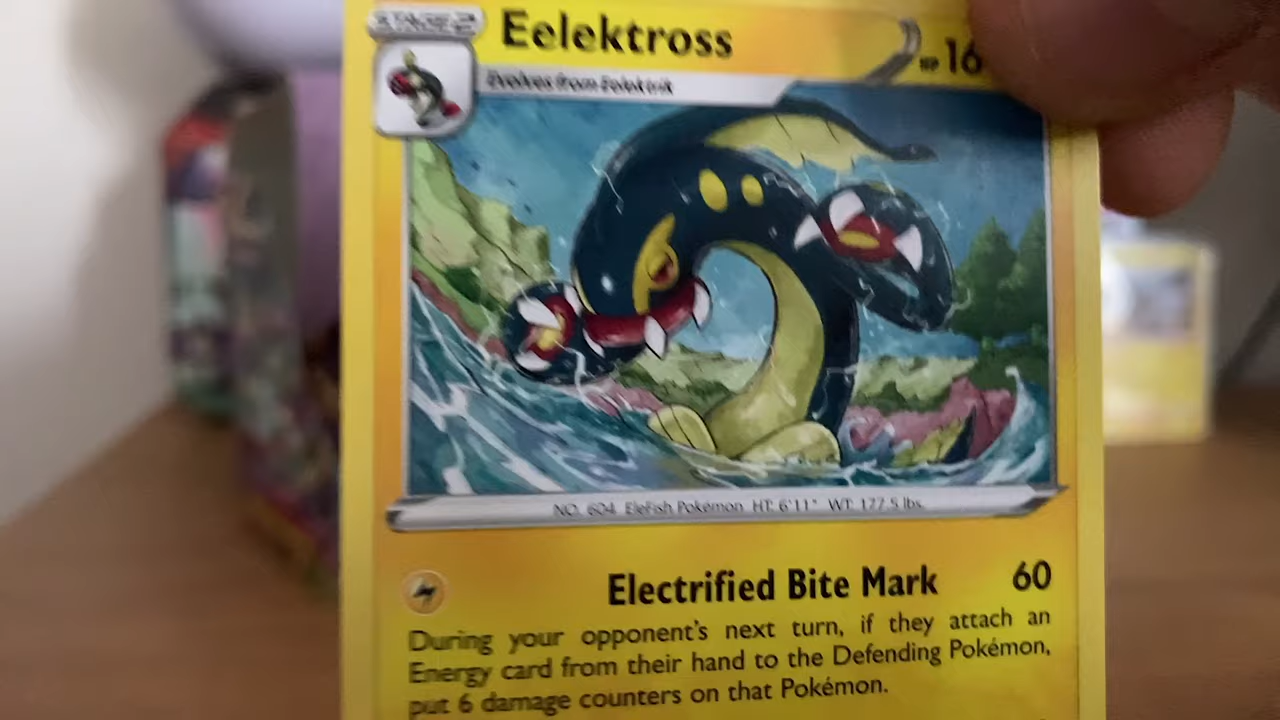 STAGE 2
Eelektross
HP 16
Evolves from Eelektrik
NO. 604 EleFish Pokémon HT: 6'11" WT: 177.5 lbs.
Electrified Bite Mark 60
During your opponent's next turn, if they attach an
Energy card from their hand to the Defending Pokémon,
put 6 damage counters on that Pokémon.